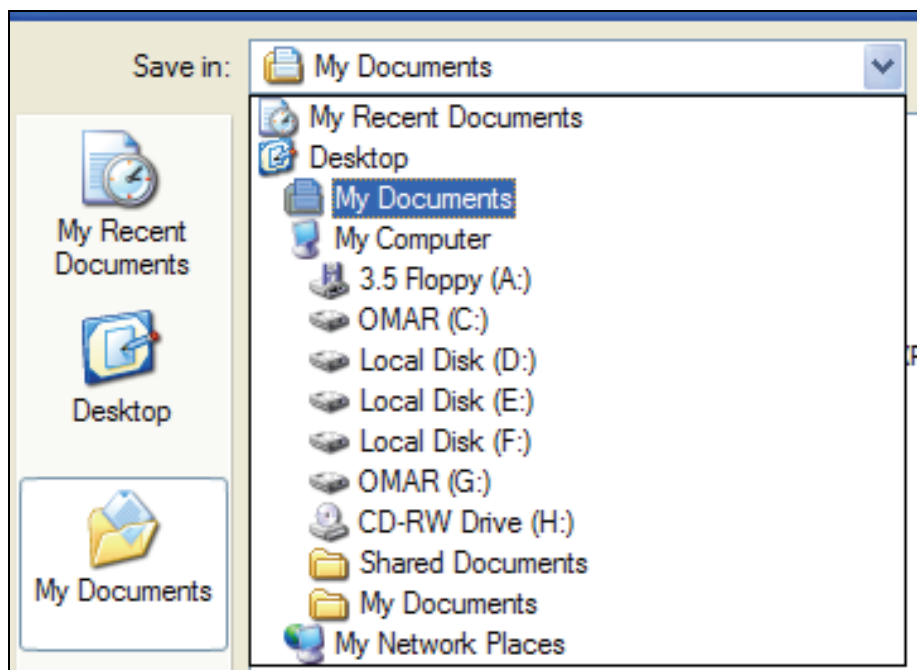 Save in: My Documents
My Recent Documents
Desktop
My Documents
My Computer
3.5 Floppy (A:)
OMAR (C:)
Local Disk (D:)
Local Disk (E:)
Local Disk (F:)
OMAR (G:)
CD-RW Drive (H:)
Shared Documents
My Documents
My Network Places
My Recent
Documents
Desktop
My Documents